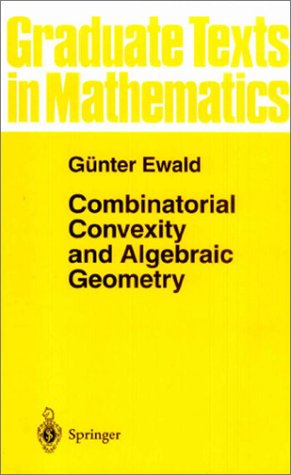 Graduate Texts
in Mathematics
Günter Ewald
Combinatorial
Convexity
and Algebraic
Geometry
Springer